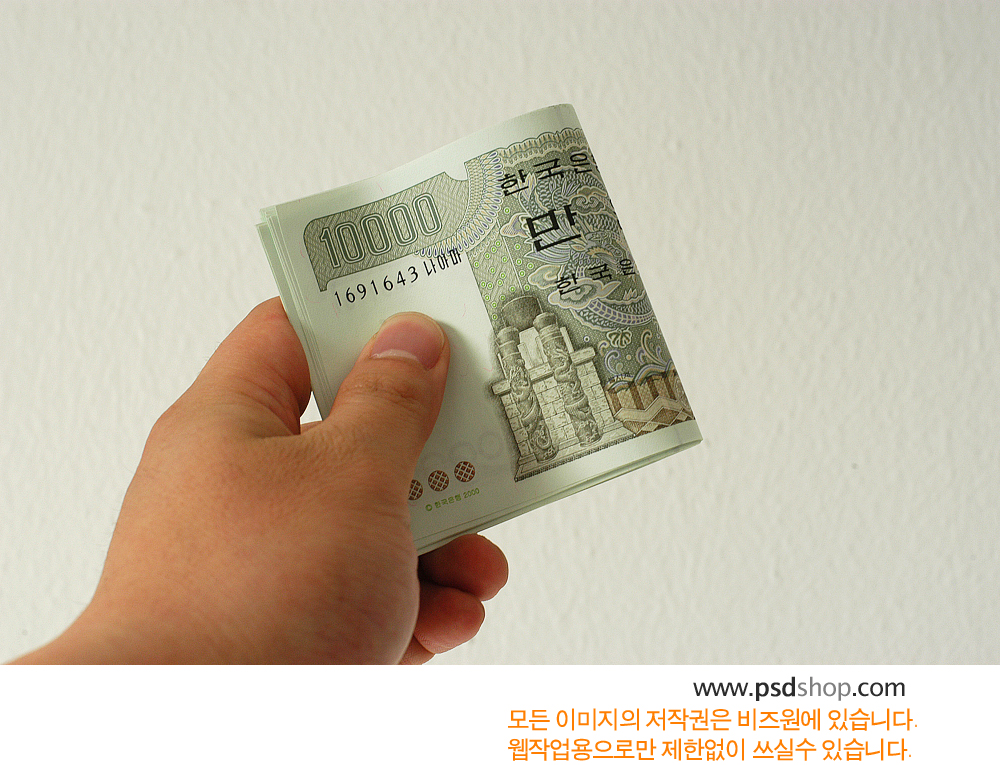 10000
1691643 나아마
한국은
만
한국은
© 한국은행 2000
www.psdshop.com
모든 이미지의 저작권은 비즈원에 있습니다.
웹작업용으로만 제한없이 쓰실수 있습니다.